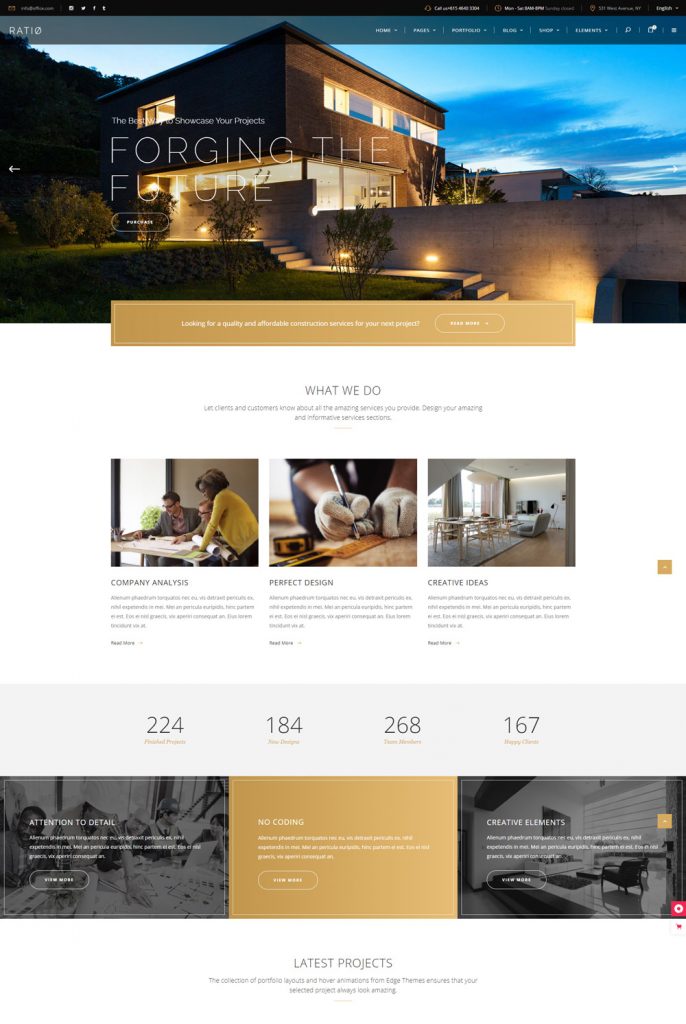 info@office.com
Call us+615 4640 3304
Mon - Sat: 8AM-8PM Sunday closed
531 West Avenue, NY
English
RATIØ
HOME
PAGES
PORTFOLIO
BLOG
SHOP
ELEMENTS
The Best Way to Showcase Your Projects
FORGING THE
FUTURE
PURCHASE
Looking for a quality and affordable construction services for your next project?
READ MORE
WHAT WE DO
Let clients and customers know about all the amazing services you provide. Design your amazing
and informative services sections.
COMPANY ANALYSIS
Alienum phaedrum torquatos nec eu, vis detraxit periculis ex,
nihil expetendis in mei. Mei an pericula euripidis, hinc partem
ei est. Eos ei nisl graecis, vix aperiri consequat an. Eius lorem
tincidunt vix at.
Read More
PERFECT DESIGN
Alienum phaedrum torquatos nec eu, vis detraxit periculis ex,
nihil expetendis in mei. Mei an pericula euripidis, hinc partem
ei est. Eos ei nisl graecis, vix aperiri consequat an. Eius lorem
tincidunt vix at.
Read More
CREATIVE IDEAS
Alienum phaedrum torquatos nec eu, vis detraxit periculis ex,
nihil expetendis in mei. Mei an pericula euripidis, hinc partem
ei est. Eos ei nisl graecis, vix aperiri consequat an. Eius lorem
tincidunt vix at.
Read More
224
Finished Projects
184
New Designs
268
Team Members
167
Happy Clients
ATTENTION TO DETAIL
Alienum phaedrum torquatos nec eu, vis detraxit periculis ex, nihil
expetendis in mei. Mei an pericula euripidis, hinc partem ei est. Eos ei nisl
graecis, vix aperiri consequat an.
VIEW MORE
NO CODING
Alienum phaedrum torquatos nec eu, vis detraxit periculis ex, nihil
expetendis in mei. Mei an pericula euripidis, hinc partem ei est. Eos ei nisl
graecis, vix aperiri consequat an.
VIEW MORE
CREATIVE ELEMENTS
Alienum phaedrum torquatos nec eu, vis detraxit periculis ex, nihil
expetendis in mei. Mei an pericula euripidis, hinc partem ei est. Eos ei nisl
graecis, vix aperiri consequat an.
VIEW MORE
LATEST PROJECTS
The collection of portfolio layouts and hover animations from Edge Themes ensures that your
selected project always look amazing.